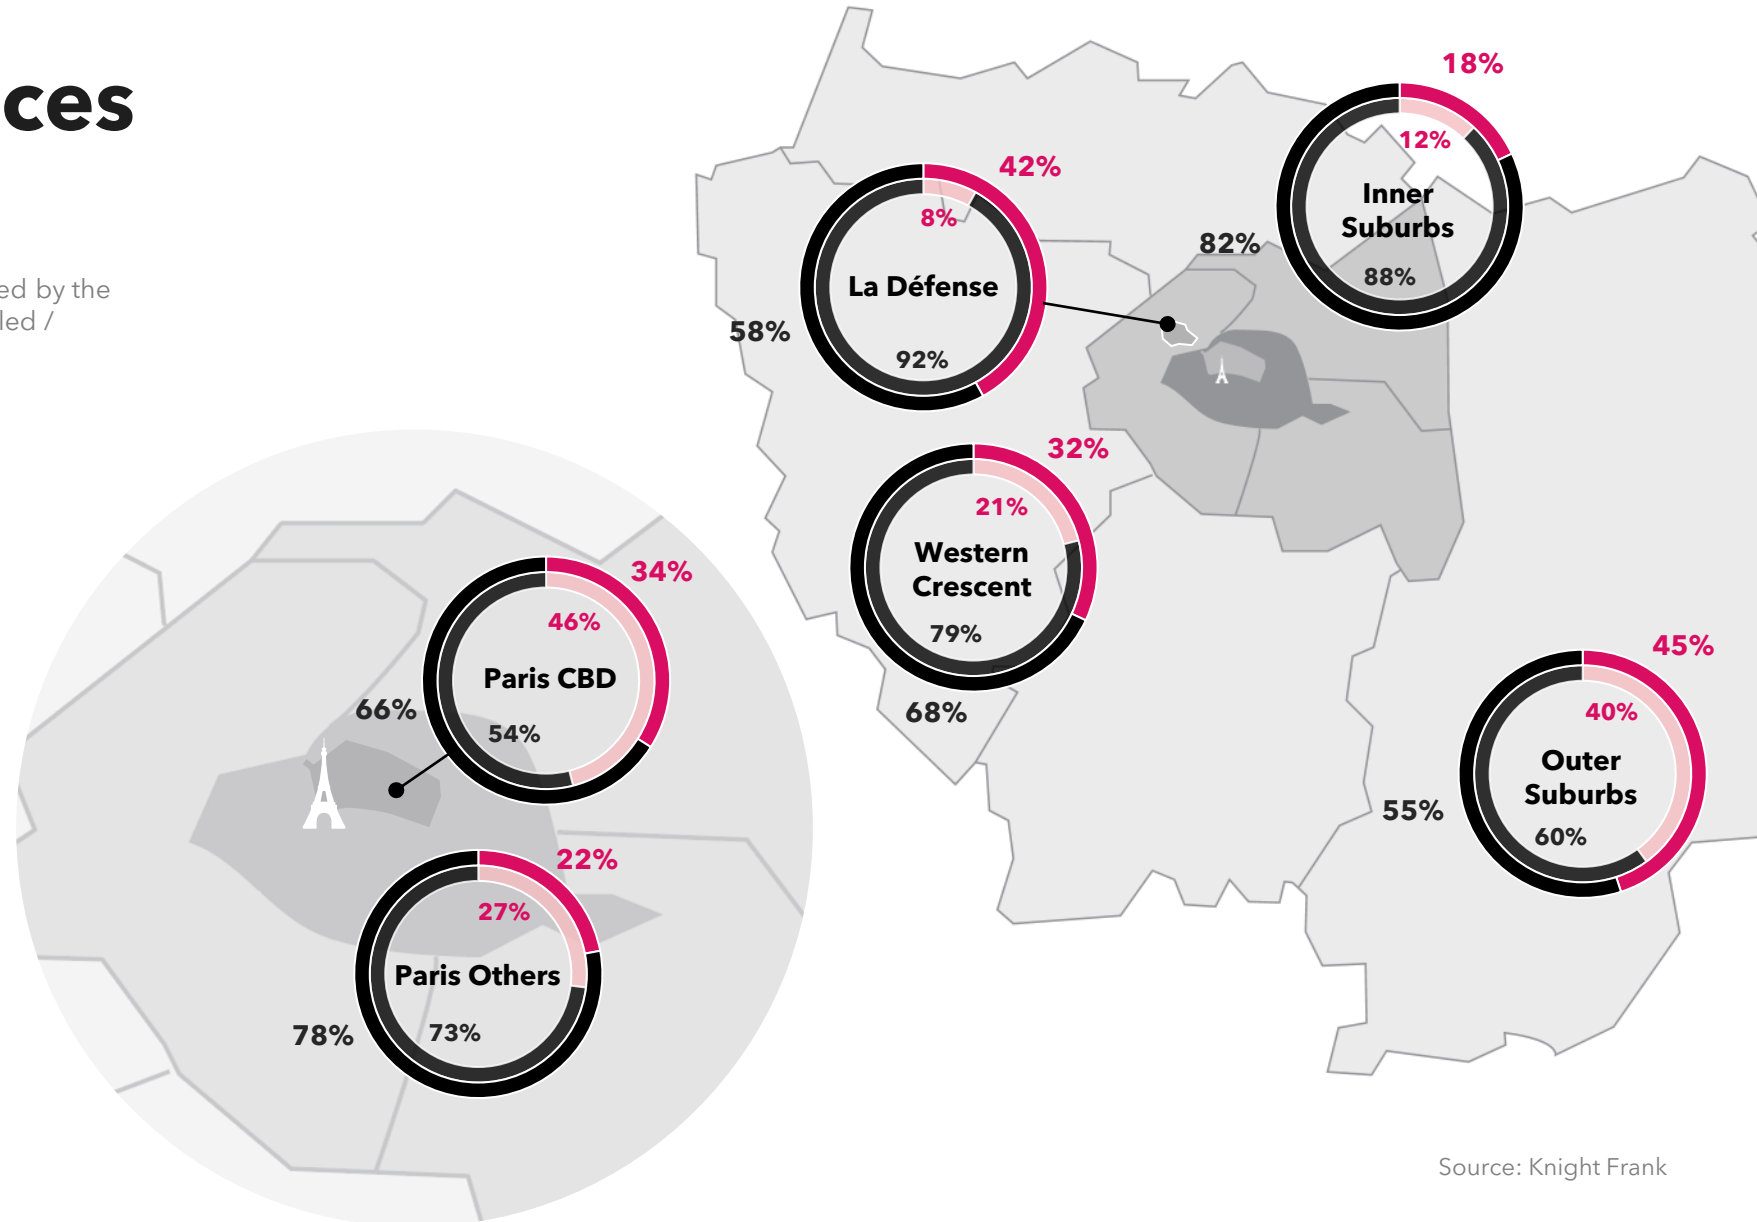 ces
ed by the
led /
18%
12%
Inner
Suburbs
82%
88%
42%
8%
La Défense
58%
92%
32%
21%
Western
Crescent
79%
68%
34%
46%
Paris CBD
66%
54%
22%
27%
Paris Others
78%
73%
45%
40%
Outer
Suburbs
55%
60%
Source: Knight Frank